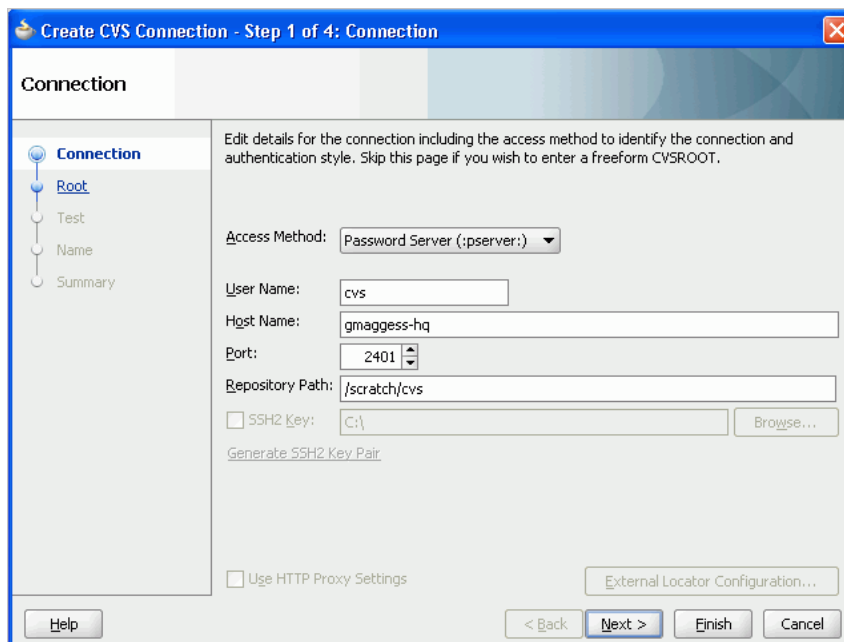 Create CVS Connection - Step 1 of 4: Connection
Connection
Connection
Root
Test
Name
Summary
Edit details for the connection including the access method to identify the connection and
authentication style. Skip this page if you wish to enter a freeform CVSROOT.
Access Method: Password Server (:pserver:)
User Name: cvs
Host Name: gmaggess-hq
Port: 2401
Repository Path: /scratch/cvs
SSH2 Key: C:\ Browse...
Generate SSH2 Key Pair
Use HTTP Proxy Settings External Locator Configuration...
Help < Back Next > Finish Cancel